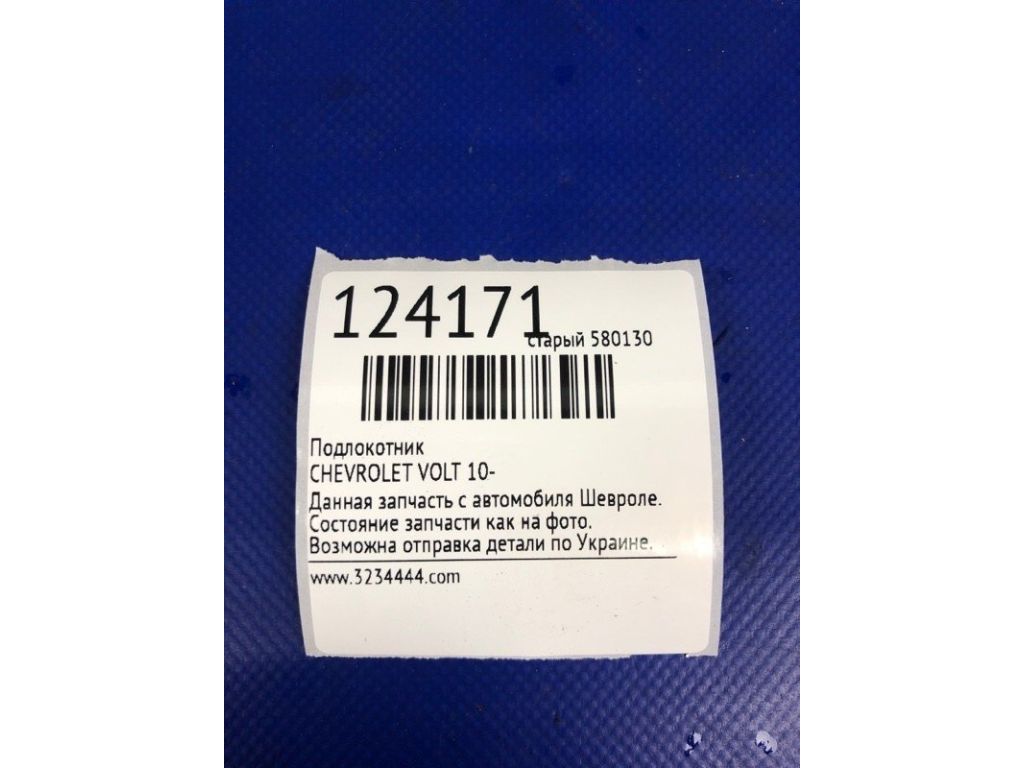 124171
старый 580130
Подлокотник
CHEVROLET VOLT 10-
Данная запчасть с автомобиля Шевроле.
Состояние запчасти как на фото.
Возможна отправка детали по Украине.
www.3234444.com